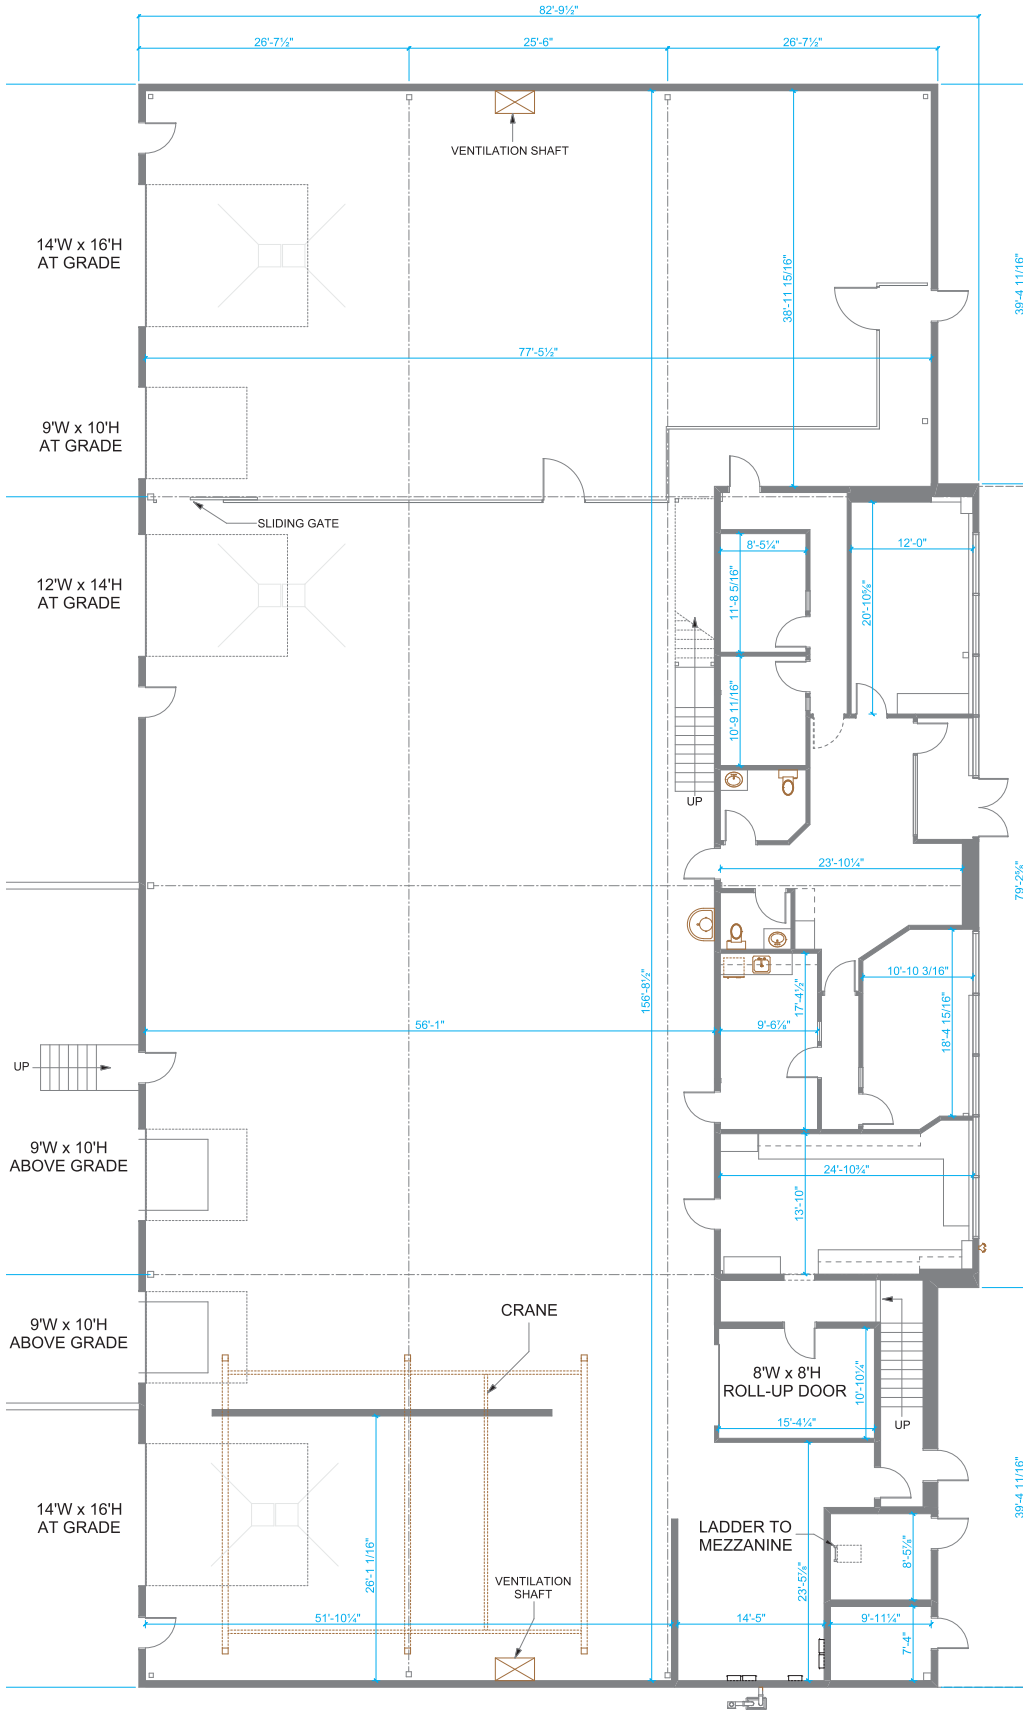 82'-9½"
26'-7½"
25'-6"
26'-7½"
VENTILATION SHAFT
14'W x 16'H
AT GRADE
38'-11 15/16"
39'-4 11/16"
77'-5½"
9'W x 10'H
AT GRADE
SLIDING GATE
8'-5¼"
12'-0"
12'W x 14'H
AT GRADE
11'-8 5/16"
20'-10⅝"
10'-9 11/16"
UP
23'-10¼"
79'-2⅝"
10'-10 3/16"
156'-8½"
17'-4½"
18'-4 15/16"
56'-1"
9'-6⅞"
UP
9'W x 10'H
ABOVE GRADE
24'-10¾"
13'-10"
CRANE
9'W x 10'H
ABOVE GRADE
8'W x 8'H
ROLL-UP DOOR
10'-10¼"
15'-4¼"
UP
14'W x 16'H
AT GRADE
39'-4 11/16"
LADDER TO
MEZZANINE
26'-1 1/16"
8'-5⅞"
23'-5⅞"
VENTILATION
SHAFT
51'-10¼"
14'-5"
9'-11¼"
7'-4"